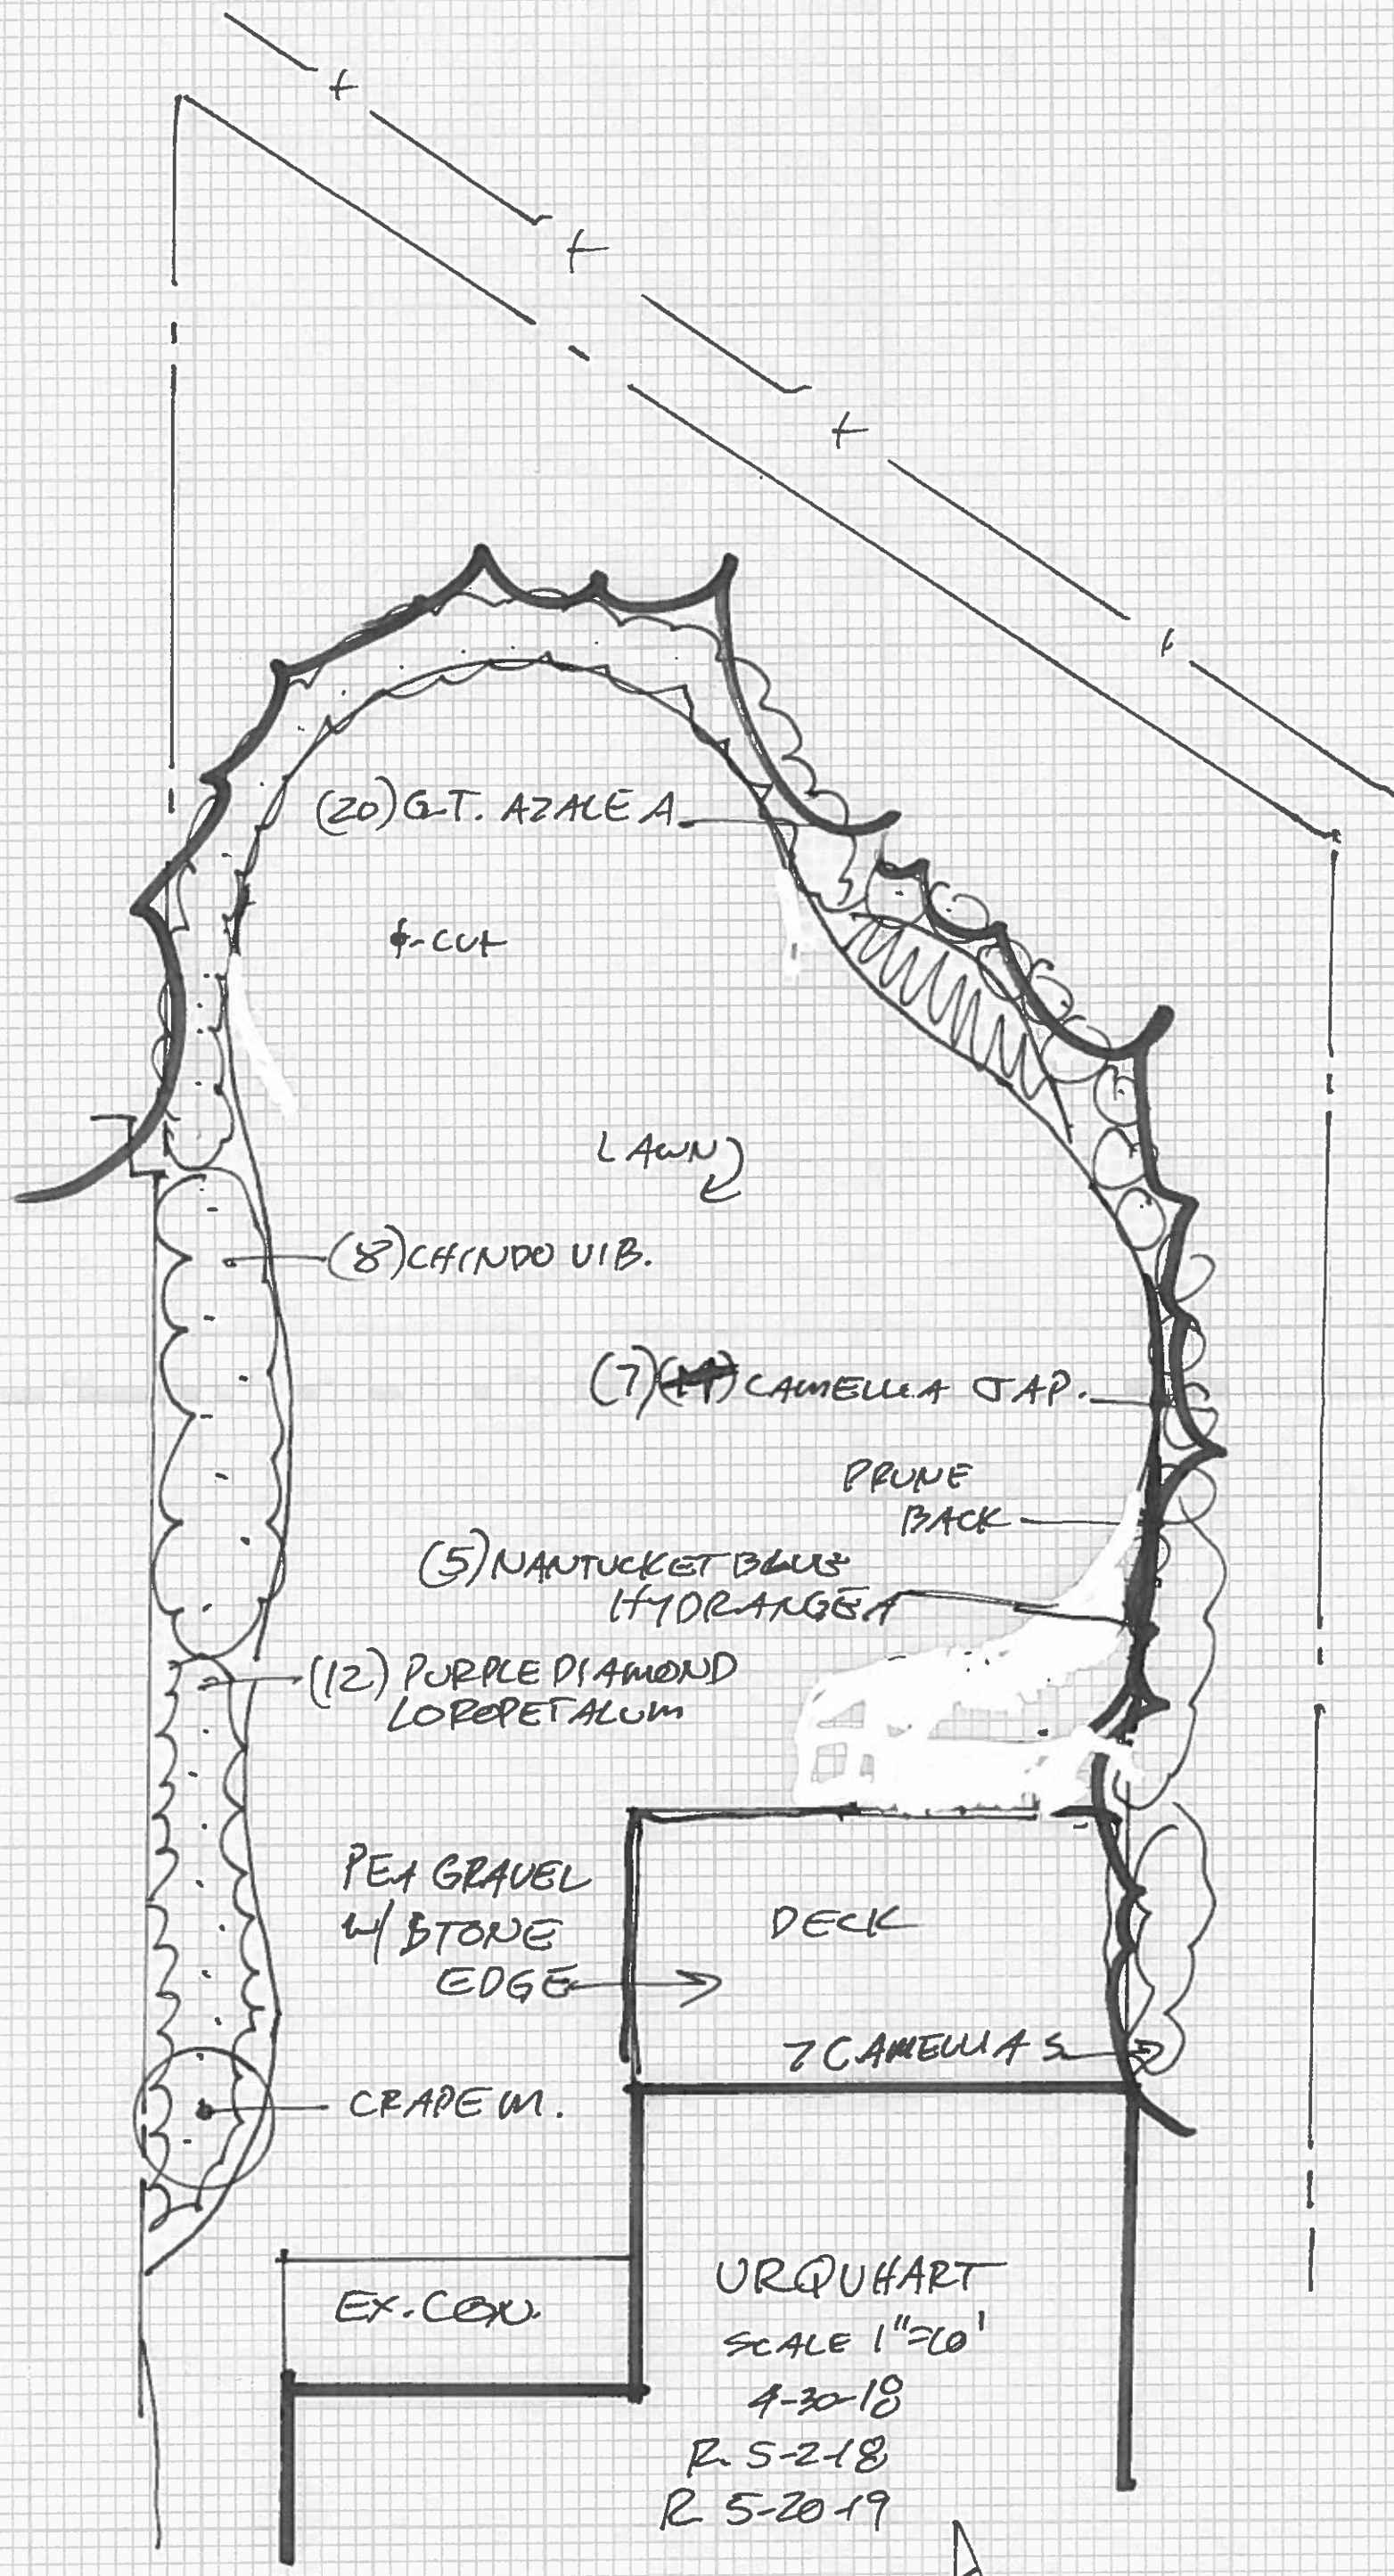 (20) G.T. AZALEA
-CUT
LAWN
(8) CHINDO VIB.
(7) CAMELLIA JAP.
PRUNE
BACK
(5) NANTUCKET BLUE
HYDRANGEA
(12) PURPLE DIAMOND
LOROPETALUM
PEA GRAVEL
W/ BSTONE
EDGE
DECK
7 CAMELLIAS
CRAPE M.
EX. CON.
URQUHART
SCALE 1"=10'
4-30-18
R. 5-2-18
R 5-20-19